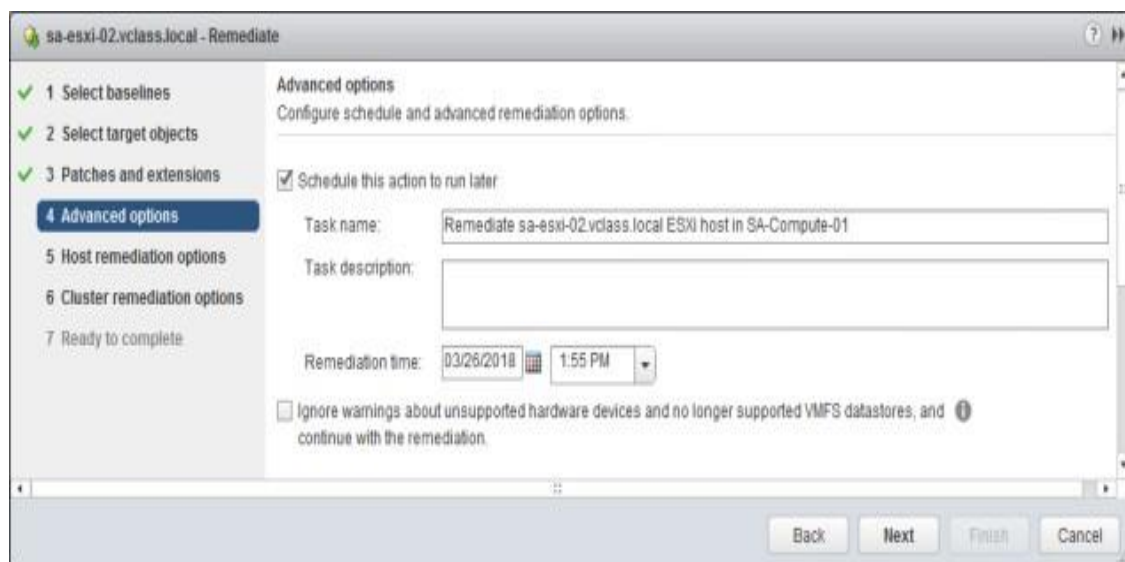 sa-esxi-02.vclass.local - Remediate
?
1 Select baselines
2 Select target objects
3 Patches and extensions
4 Advanced options
5 Host remediation options
6 Cluster remediation options
7 Ready to complete
Advanced options
Configure schedule and advanced remediation options.
Schedule this action to run later
Task name: Remediate sa-esxi-02.vclass.local ESXi host in SA-Compute-01
Task description:
Remediation time: 03/26/2018 1:55 PM
Ignore warnings about unsupported hardware devices and no longer supported VMFS datastores, and
continue with the remediation.
Back Next Finish Cancel